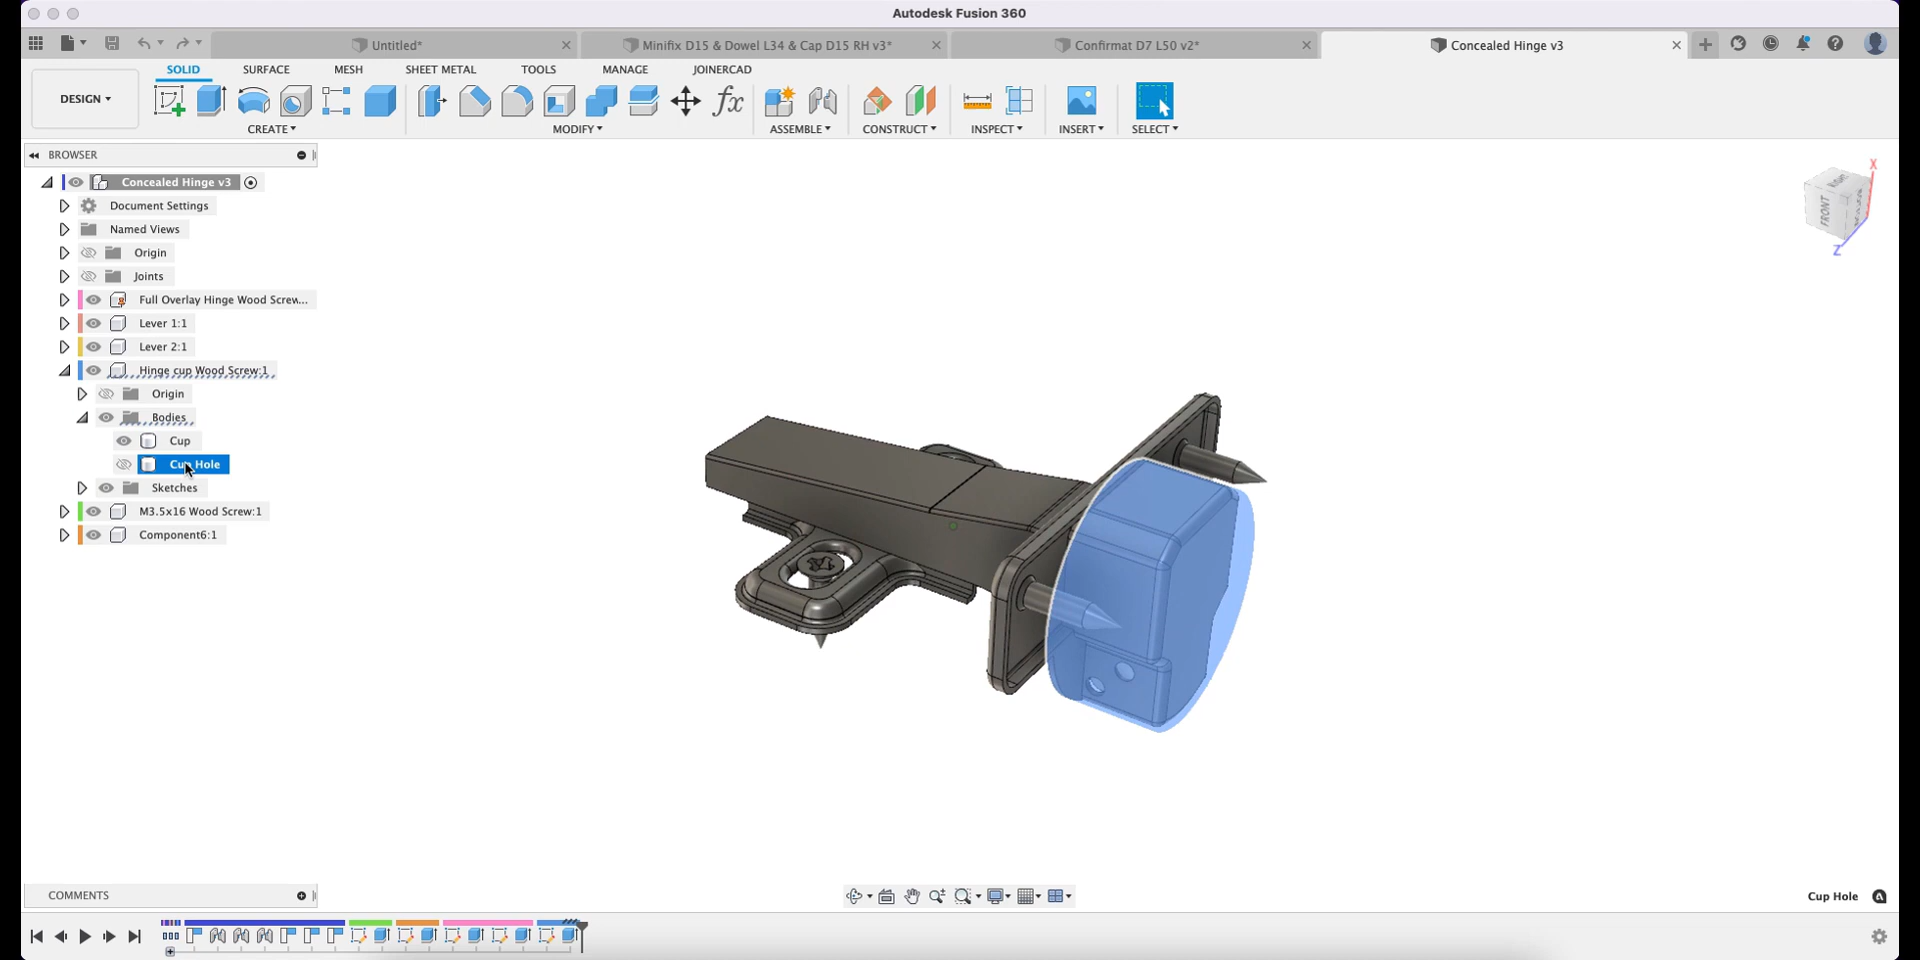 Autodesk Fusion 360
Untitled*
Minifix D15 & Dowel L34 & Cap D15 RH v3*
Confirmat D7 L50 v2*
Concealed Hinge v3
DESIGN
SOLID SURFACE MESH SHEET METAL TOOLS MANAGE JOINERCAD
CREATE MODIFY ASSEMBLE CONSTRUCT INSPECT INSERT SELECT
BROWSER
Concealed Hinge v3
Document Settings
Named Views
Origin
Joints
Full Overlay Hinge Wood Screw...
Lever 1:1
Lever 2:1
Hinge cup Wood Screw:1
Origin
Bodies
Cup
Cup Hole
Sketches
M3.5x16 Wood Screw:1
Component6:1
X
RIGHT
FRONT
Z
COMMENTS
Cup Hole